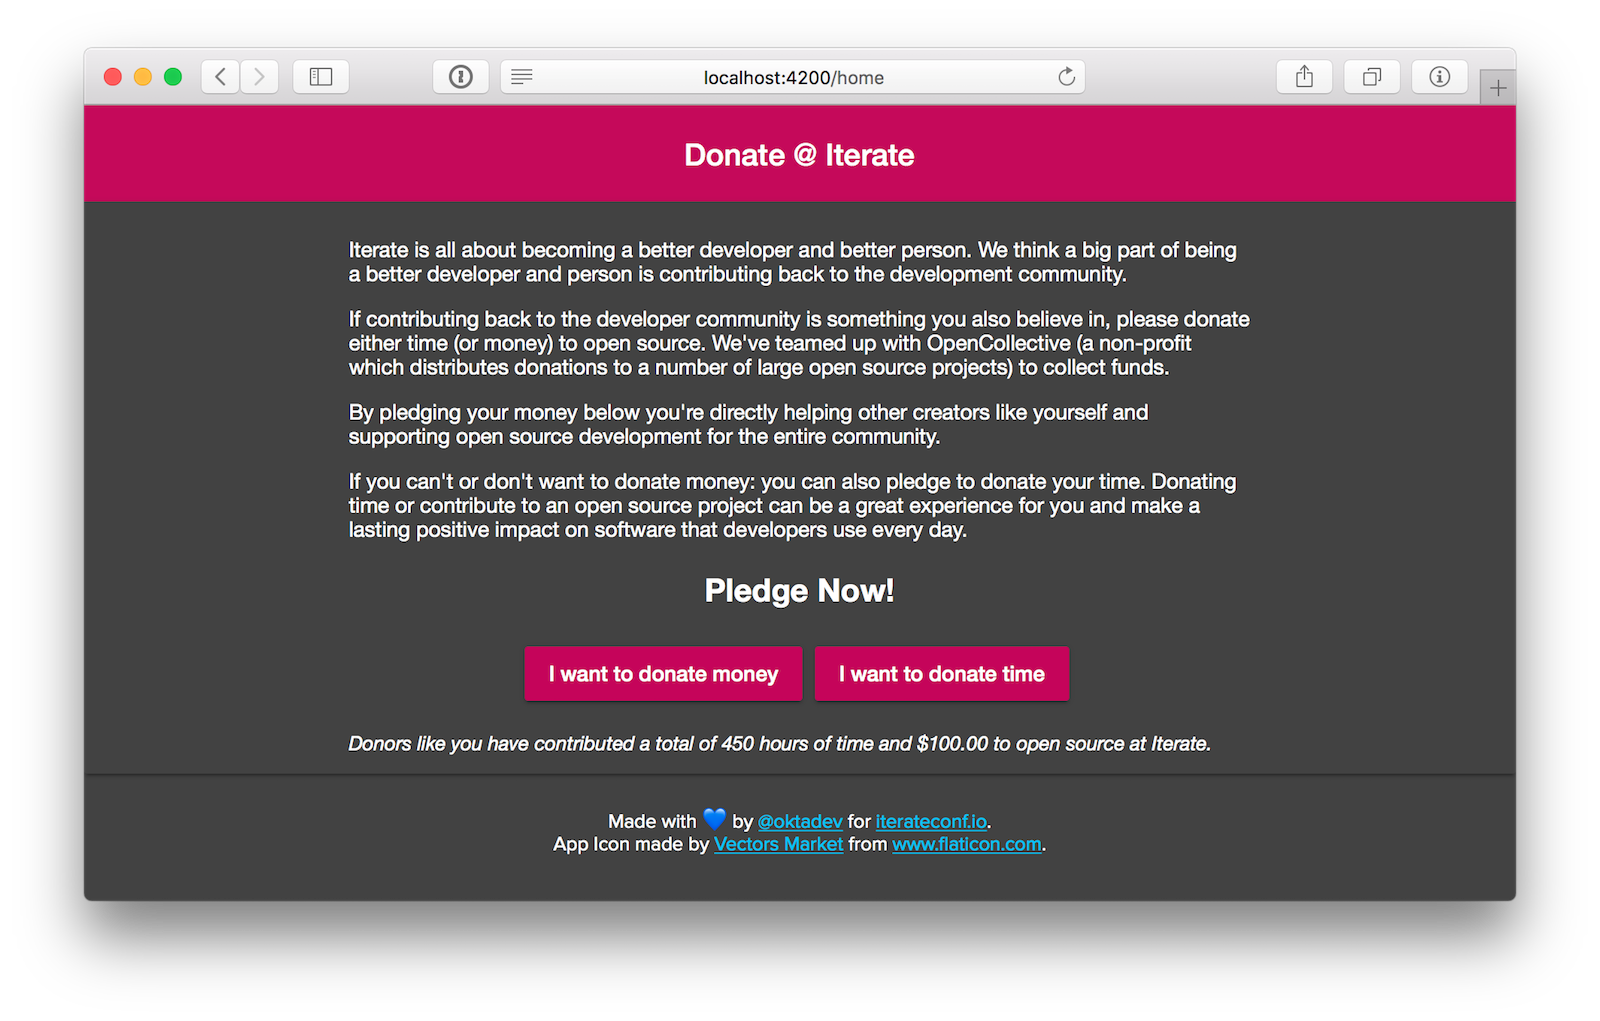 localhost:4200/home
Donate @ Iterate
Iterate is all about becoming a better developer and better person. We think a big part of being
a better developer and person is contributing back to the development community.
If contributing back to the developer community is something you also believe in, please donate
either time (or money) to open source. We've teamed up with OpenCollective (a non-profit
which distributes donations to a number of large open source projects) to collect funds.
By pledging your money below you're directly helping other creators like yourself and
supporting open source development for the entire community.
If you can't or don't want to donate money: you can also pledge to donate your time. Donating
time or contribute to an open source project can be a great experience for you and make a
lasting positive impact on software that developers use every day.
Pledge Now!
I want to donate money
I want to donate time
Donors like you have contributed a total of 450 hours of time and $100.00 to open source at Iterate.
Made with 💙 by @oktadev for iterateconf.io.
App Icon made by Vectors Market from www.flaticon.com.